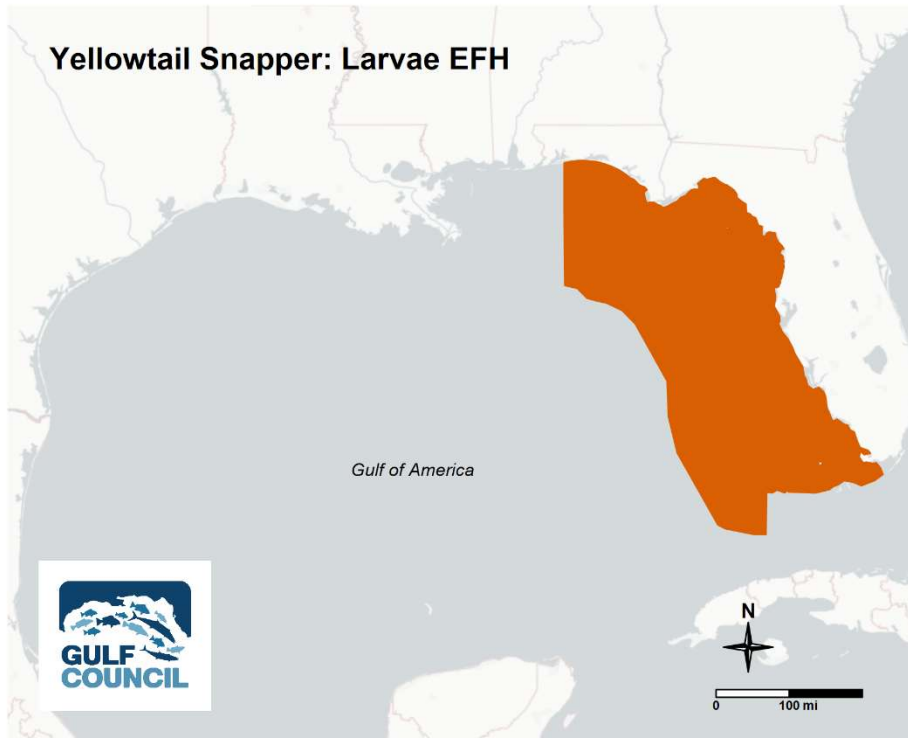 Yellowtail Snapper: Larvae EFH
Gulf of America
GULF
COUNCIL
N
0 100 mi